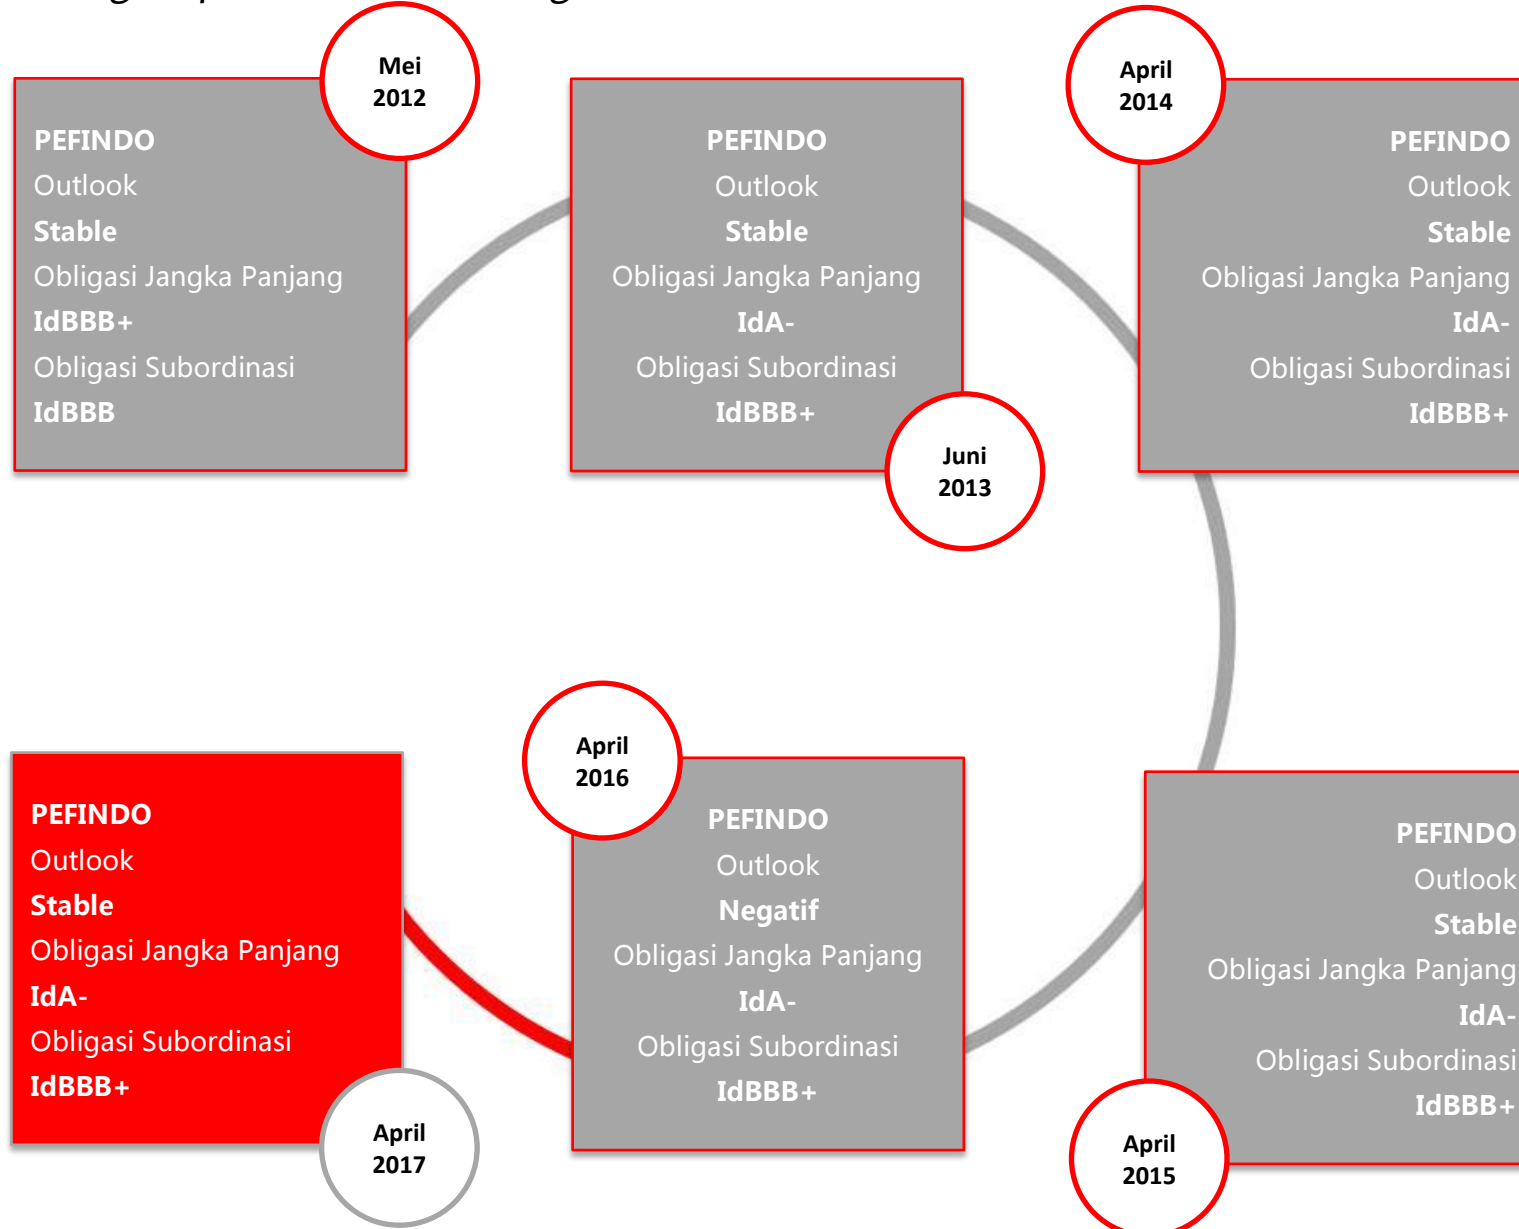 Mei
2012
PEFINDO
Outlook
Stable
Obligasi Jangka Panjang
IdBBB+
Obligasi Subordinasi
IdBBB
PEFINDO
Outlook
Stable
Obligasi Jangka Panjang
IdA-
Obligasi Subordinasi
IdBBB+
Juni
2013
April
2014
PEFINDO
Outlook
Stable
Obligasi Jangka Panjang
IdA-
Obligasi Subordinasi
IdBBB+
PEFINDO
Outlook
Stable
Obligasi Jangka Panjang
IdA-
Obligasi Subordinasi
IdBBB+
April
2017
April
2016
PEFINDO
Outlook
Negatif
Obligasi Jangka Panjang
IdA-
Obligasi Subordinasi
IdBBB+
PEFINDO
Outlook
Stable
Obligasi Jangka Panjang
IdA-
Obligasi Subordinasi
IdBBB+
April
2015